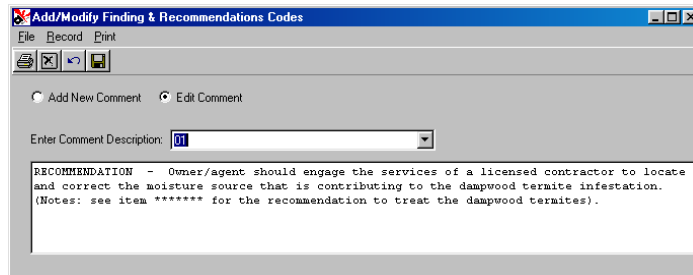 Add/Modify Finding & Recommendations Codes
File Record Print
Add New Comment Edit Comment
Enter Comment Description: 01
RECOMMENDATION - Owner/agent should engage the services of a licensed contractor to locate
and correct the moisture source that is contributing to the dampwood termite infestation.
(Notes: see item ******* for the recommendation to treat the dampwood termites).